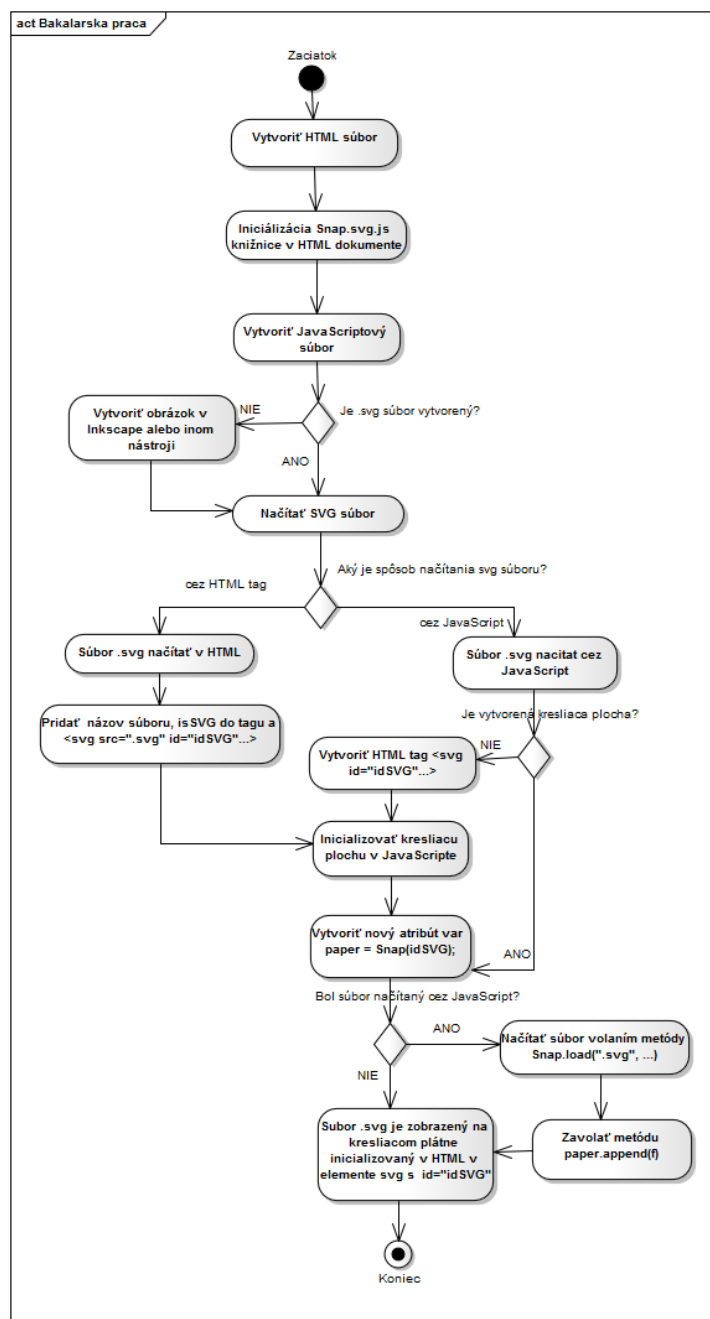 act Bakalarska praca
Zaciatok
Vytvoriť HTML súbor
Iniciálizácia Snap.svg.js
knižnice v HTML dokumente
Vytvoriť JavaScriptový
súbor
Je .svg súbor vytvorený?
NIE
Vytvoriť obrázok v
Inkscape alebo inom
nástroji
ANO
Načítať SVG súbor
Aký je spôsob načítania svg súboru?
cez HTML tag
cez JavaScript
Súbor .svg načítať v HTML
Súbor .svg nacitat cez
JavaScript
Pridať názov súboru, isSVG do tagu a
<svg src=".svg" id="idSVG"...>
Je vytvorená kresliaca plocha?
NIE
Vytvoriť HTML tag <svg
id="idSVG"...>
Inicializovať kresliacu
plochu v JavaScripte
Vytvoriť nový atribút var
paper = Snap(idSVG);
ANO
Bol súbor načítaný cez JavaScript?
ANO
Načítať súbor volaním metódy
Snap.load(".svg", ...)
NIE
Zavolať metódu
paper.append(f)
Subor .svg je zobrazený na
kresliacom plátne
inicializovaný v HTML v
elemente svg s id="idSVG"
Koniec